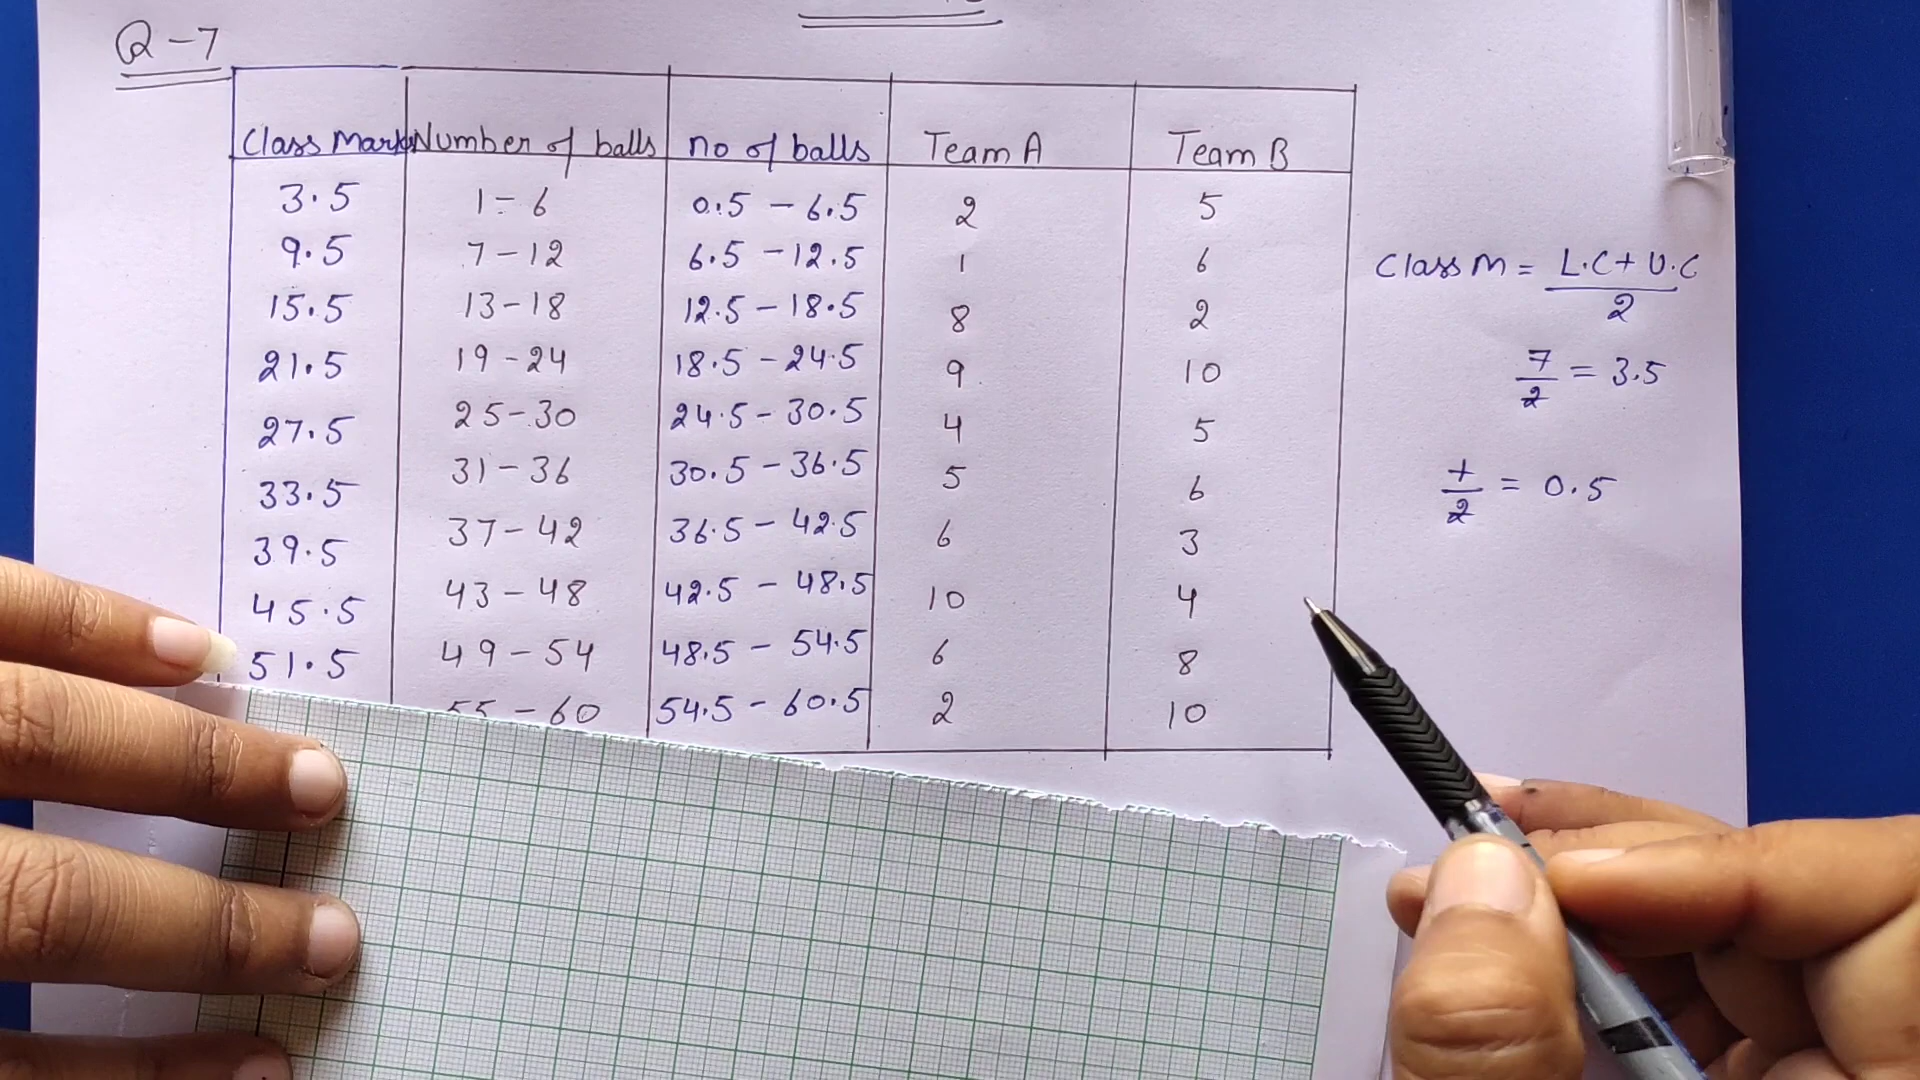 Q-7
Class Mark Number of balls no of balls Team A Team B
3.5 1-6 0.5-6.5 2 5
9.5 7-12 6.5-12.5 1 6
15.5 13-18 12.5-18.5 8 2
21.5 19-24 18.5-24.5 9 10
27.5 25-30 24.5-30.5 4 5
33.5 31-36 30.5-36.5 5 6
39.5 37-42 36.5-42.5 6 3
45.5 43-48 42.5-48.5 10 4
51.5 49-54 48.5-54.5 6 8
55-60 54.5-60.5 2 10
Class M = L.C+U.C
2
7/2 = 3.5
1/2 = 0.5